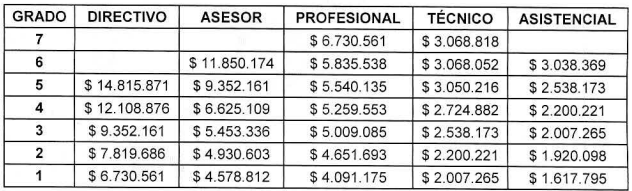 GRADO DIRECTIVO ASESOR PROFESIONAL TÉCNICO ASISTENCIAL
7 $ 6.730.561 $ 3.068.818
6 $ 11.850.174 $ 5.835.538 $ 3.068.052 $ 3.038.369
5 $ 14.815.871 $ 9.352.161 $ 5.540.135 $ 3.050.216 $ 2.538.173
4 $ 12.108.876 $ 6.625.109 $ 5.259.553 $ 2.724.882 $ 2.200.221
3 $ 9.352.161 $ 5.453.336 $ 5.009.085 $ 2.538.173 $ 2.007.265
2 $ 7.819.686 $ 4.930.603 $ 4.651.693 $ 2.200.221 $ 1.920.098
1 $ 6.730.561 $ 4.578.812 $ 4.091.175 $ 2.007.265 $ 1.617.795